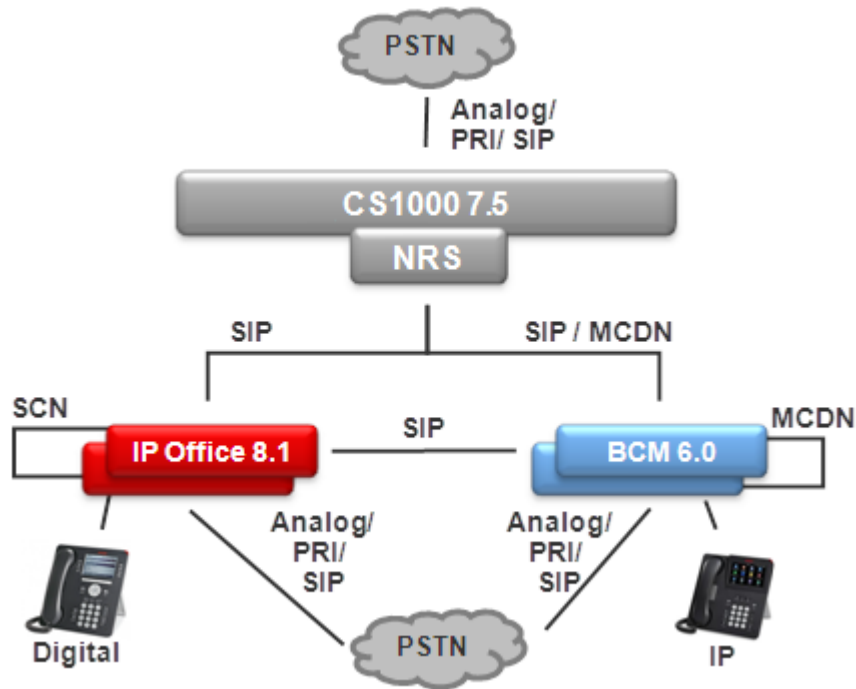 PSTN
Analog/
PRI/ SIP
CS1000 7.5
NRS
SIP
SIP / MCDN
SCN
IP Office 8.1
SIP
BCM 6.0
MCDN
Analog/
PRI/
SIP
Analog/
PRI/
SIP
Digital
PSTN
IP